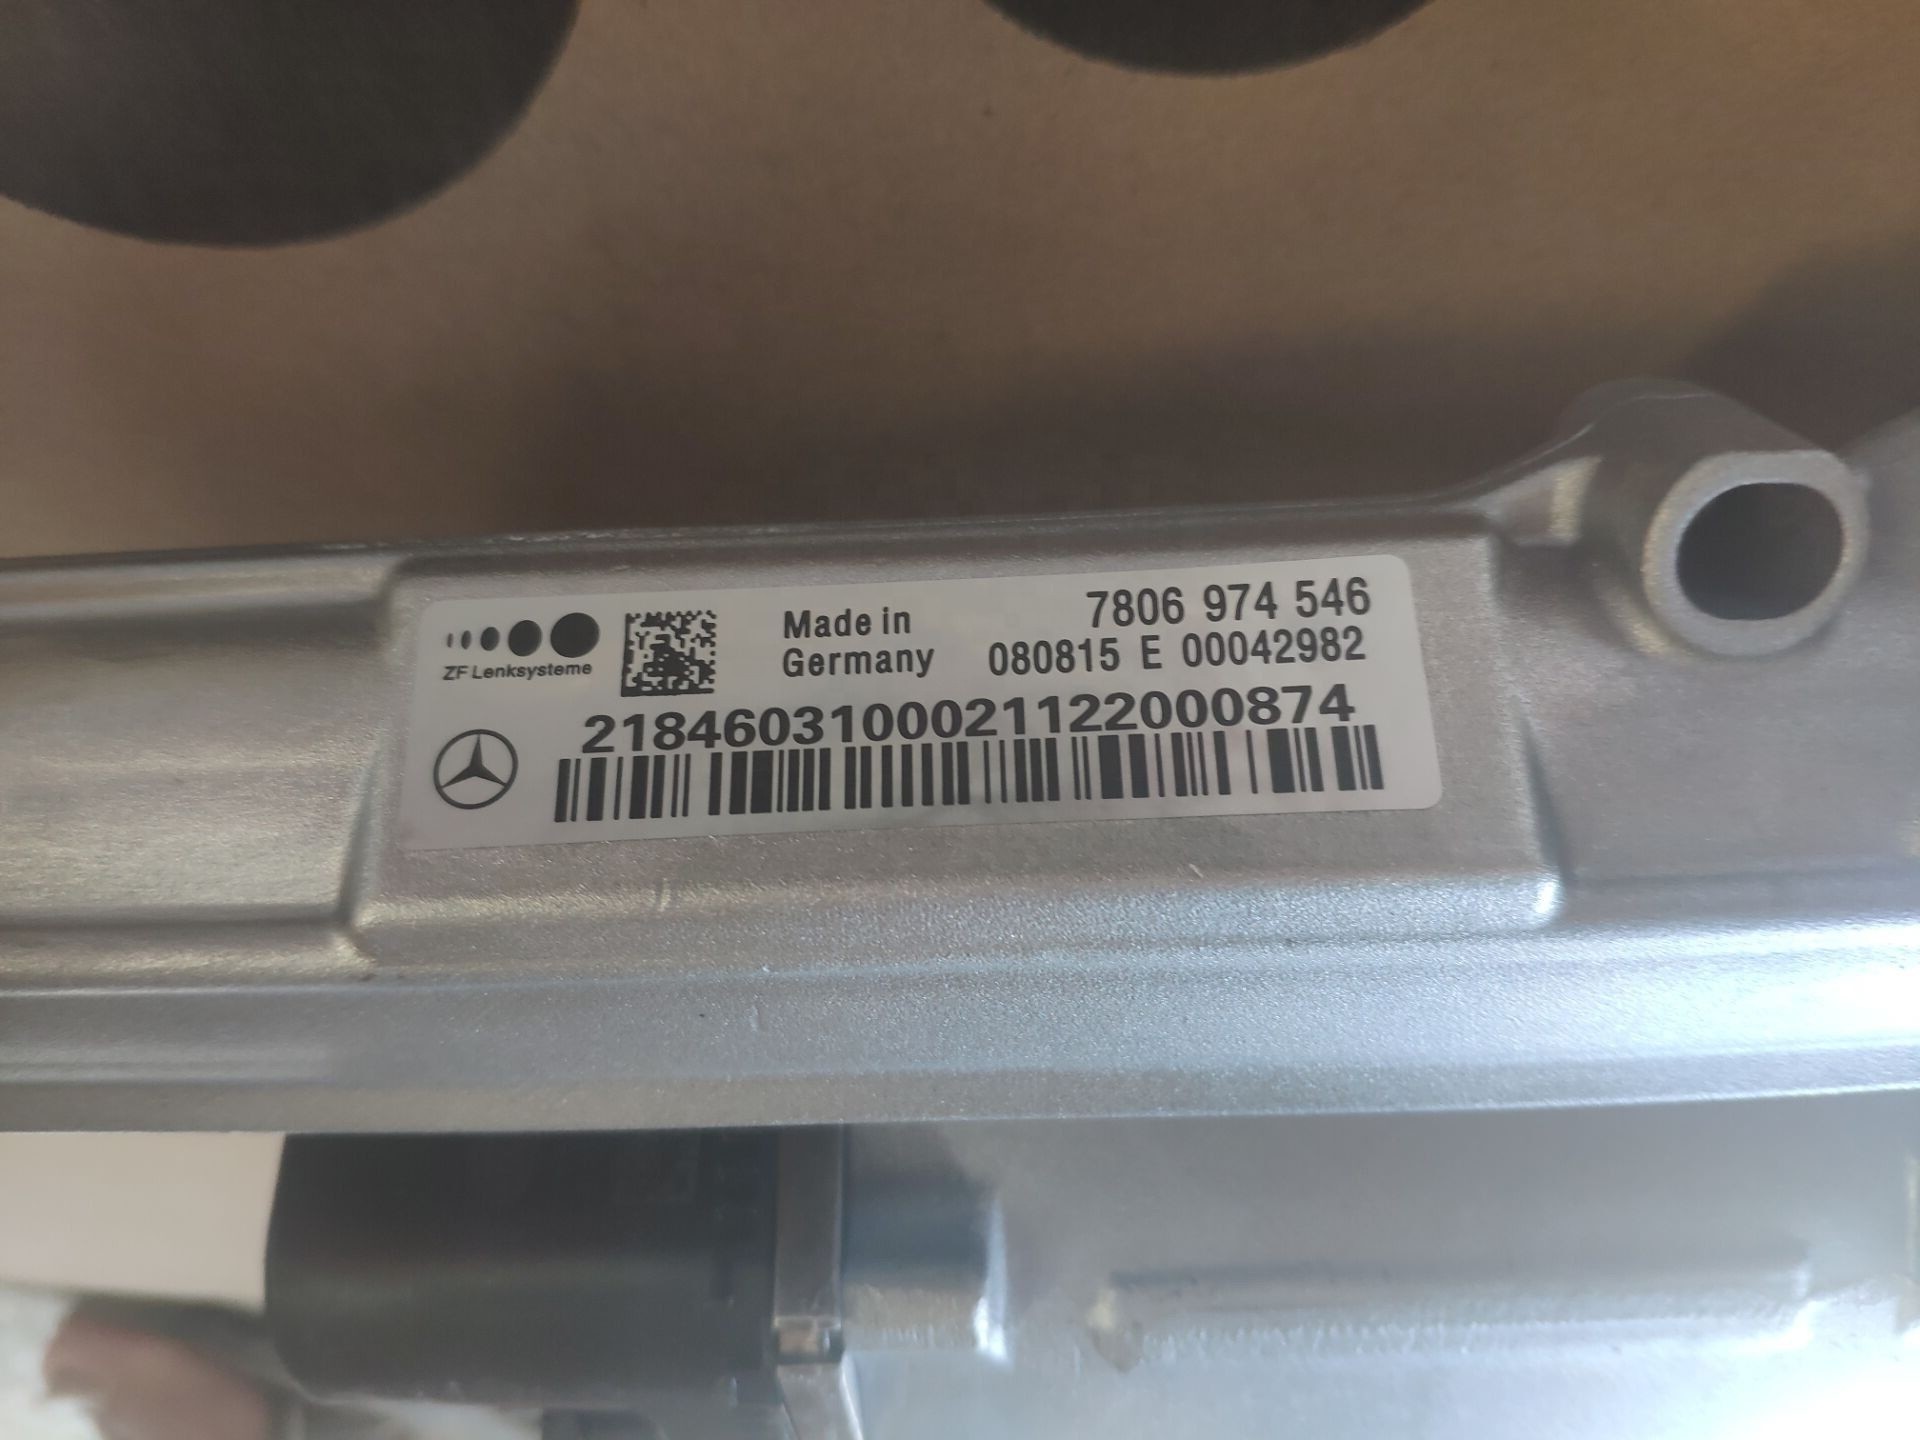 ZF Lenksysteme
Made in
Germany
7806 974 546
080815 E 00042982
2184603100021122000874